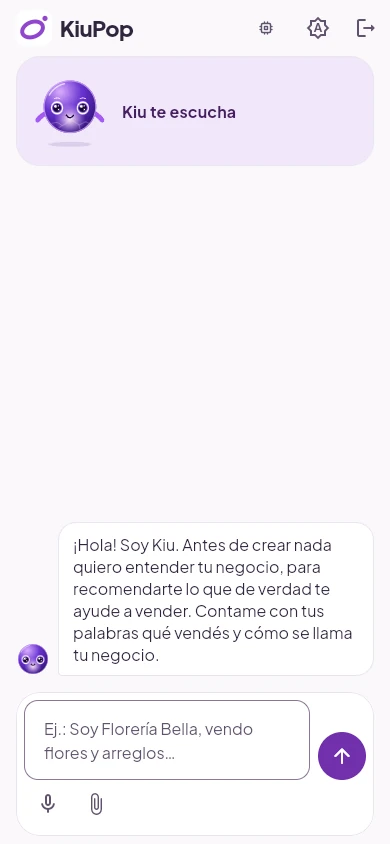 KiuPop
A
Kiu te escucha
¡Hola! Soy Kiu. Antes de crear nada
quiero entender tu negocio, para
recomendarte lo que de verdad te
ayude a vender. Contame con tus
palabras qué vendés y cómo se llama
tu negocio.
Ej.: Soy Florería Bella, vendo
flores y arreglos…